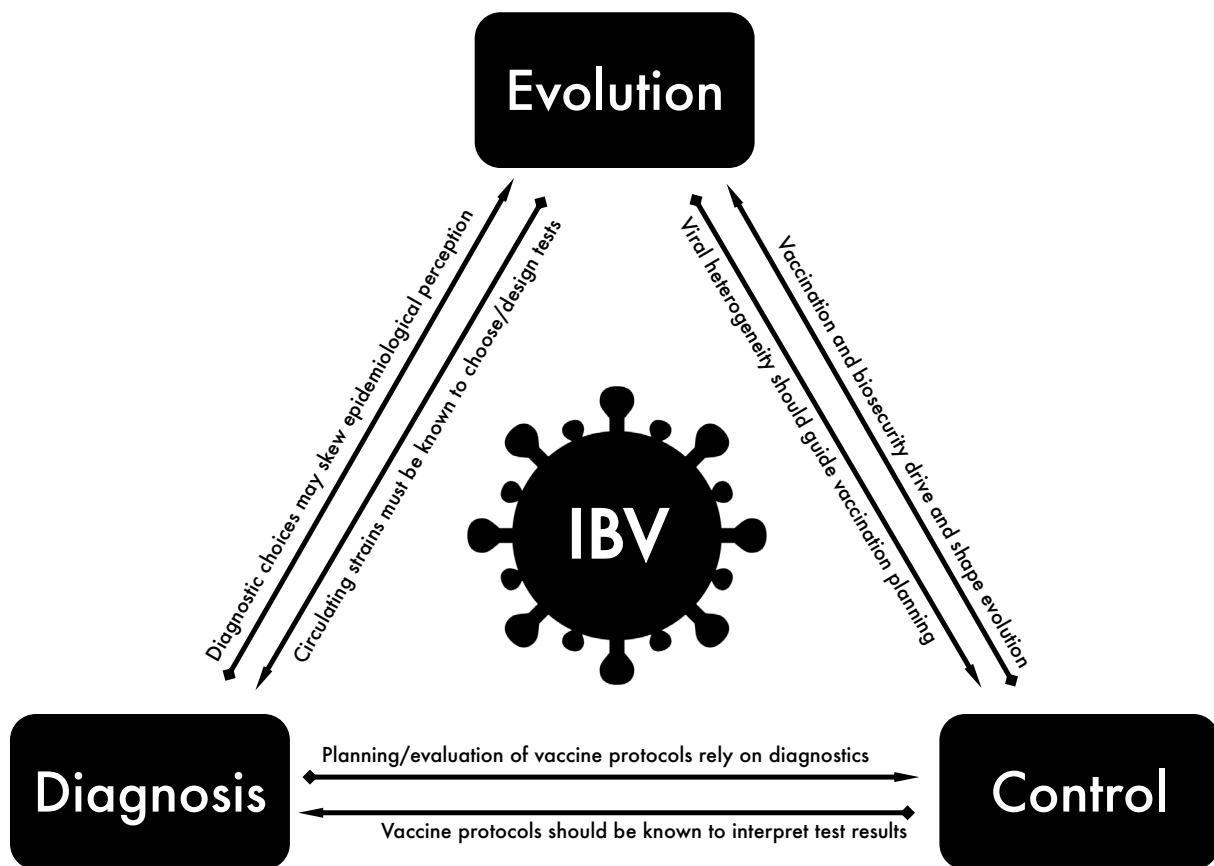 Evolution
Diagnostic choices may skew epidemiological perception
Circulating strains must be known to choose/design tests
Viral heterogeneity should guide vaccination planning
Vaccination and biosecurity drive and shape evolution
IBV
Diagnosis
Planning/evaluation of vaccine protocols rely on diagnostics
Vaccine protocols should be known to interpret test results
Control